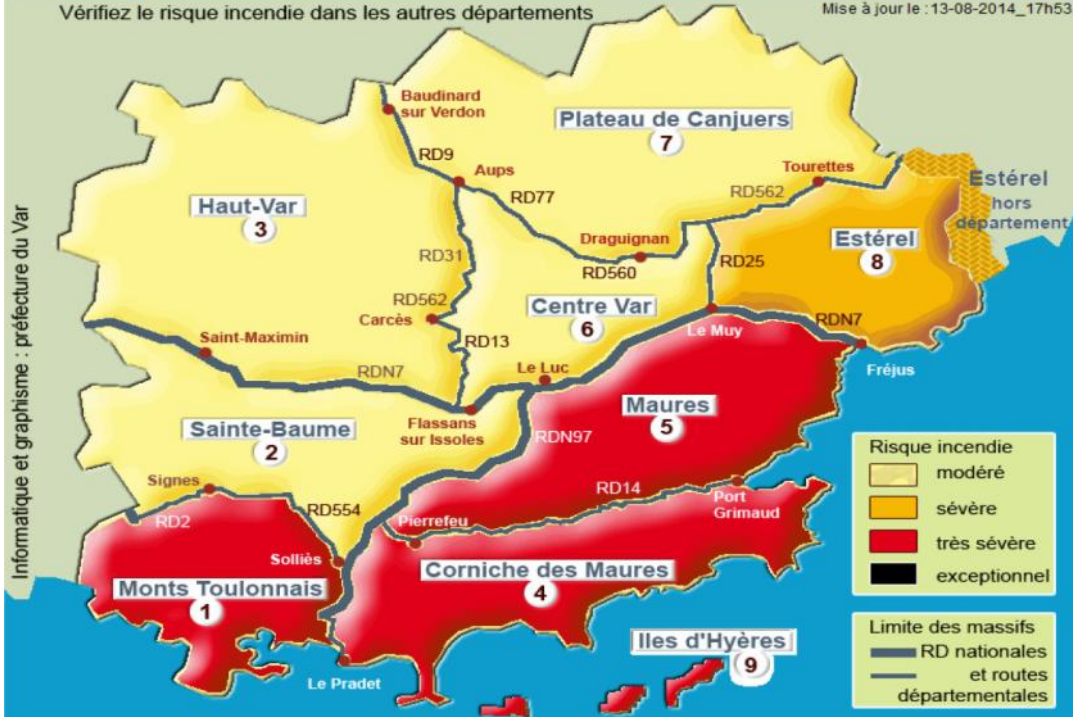 Vérifiez le risque incendie dans les autres départements
Mise à jour le : 13-08-2014_17h53
Informatique et graphisme : préfecture du Var
Baudinard
sur Verdon
Plateau de Canjuers
7
RD9
Aups
RD77
RD562
Tourettes
Estérel
hors
département
Haut-Var
3
RD31
Draguignan
RD560
RD25
Estérel
8
RD562
Carcès
Centre Var
6
Saint-Maximin
RD13
Le Muy
RDN7
RDN7
Le Luc
Fréjus
Flassans
sur Issoles
Maures
5
Sainte-Baume
2
RDN97
Signes
RD2
RD554
RD14
Port
Grimaud
Pierrefeu
Solliès
Monts Toulonnais
1
Corniche des Maures
4
Iles d'Hyères
9
Le Pradet
Risque incendie
modéré
sévère
très sévère
exceptionnel
Limite des massifs
RD nationales
et routes
départementales